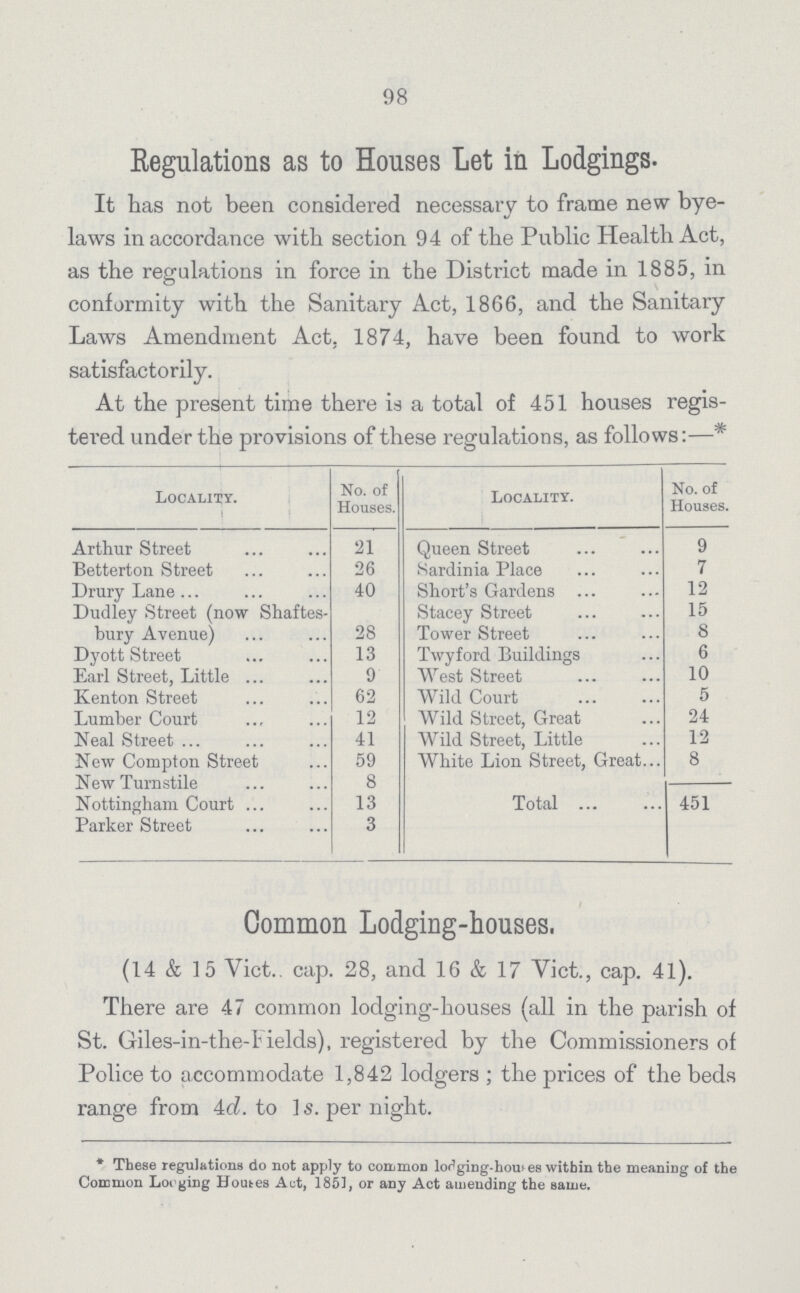 98
Regulations as to Houses Let in Lodgings.
It has not been considered necessary to frame new bye-
laws in accordance with section 94 of the Public Health Act,
as the regulations in force in the District made in 1885, in
conformity with the Sanitary Act, 1866, and the Sanitary
Laws Amendment Act, 1874, have been found to work
satisfactorily.
At the present time there is a total of 451 houses regis-
tered under the provisions of these regulations, as follows:—*
Locality. No. of Houses.
Arthur Street ... ... 21
Betterton Street ... ... 26
Drury Lane ... ... ... 40
Dudley Street (now Shaftes-
bury Avenue) ... ... 28
Dyott Street ... ... 13
Earl Street, Little ... ... 9
Kenton Street ... ... 62
Lumber Court ... ... 12
Neal Street ... ... ... 41
New Compton Street ... 59
New Turnstile ... ... 8
Nottingham Court ... ... 13
Parker Street ... ... 3
Locality. No. of Houses.
Queen Street ... ... 9
Sardinia Place ... ... 7
Short's Gardens ... ... 12
Stacey Street ... ... 15
Tower Street ... ... 8
Twyford Buildings ... 6
West Street ... ... 10
Wild Court ... ... 5
Wild Street, Great ... 24
Wild Street, Little ... 12
White Lion Street, Great... 8
Total ... ... 451
Common Lodging-houses.
(14 & 15 Vict.. cap. 28, and 16 & 17 Vict., cap. 41).
There are 47 common lodging-houses (all in the parish of
St. Giles-in-the-Fields), registered by the Commissioners of
Police to accommodate 1,842 lodgers ; the prices of the beds
range from 4d. to 1s. per night.
* These regulations do not apply to common lodging-houses within the meaning of the
Common Lodging Houses Act, 1851, or any Act amending the same.